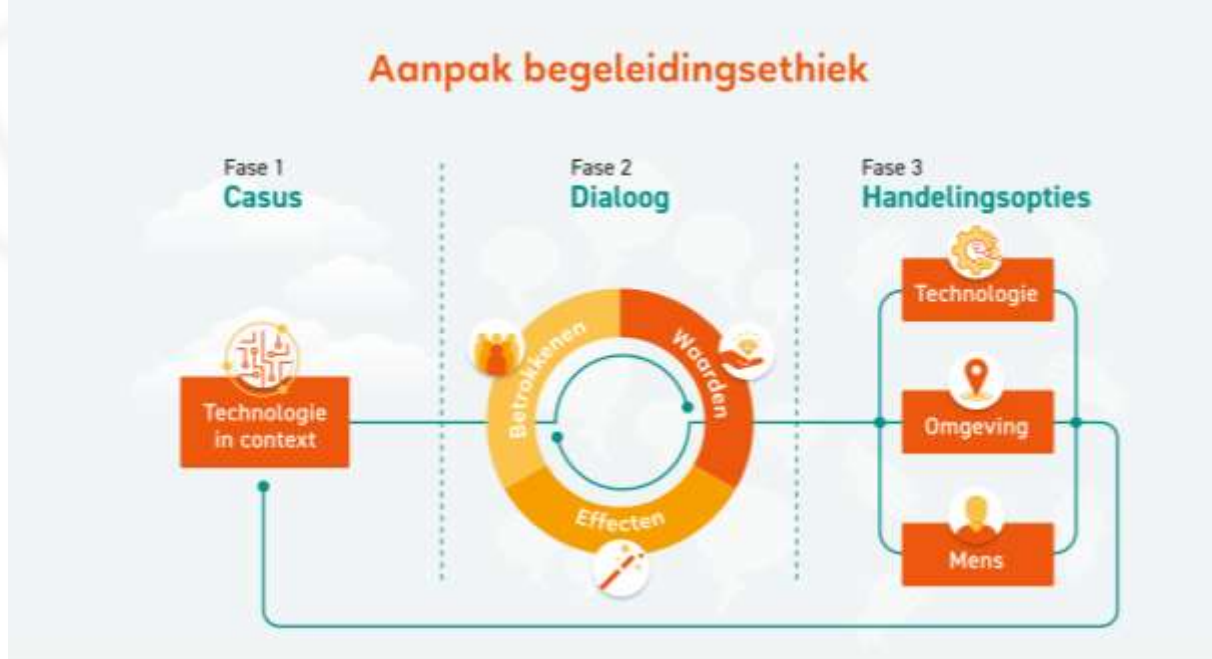 Aanpak begeleidingsethiek
Fase 1
Casus
Fase 2
Dialoog
Fase 3
Handelingsopties
Technologie
in context
Betrokkenen
Waarden
Effecten
Technologie
Omgeving
Mens